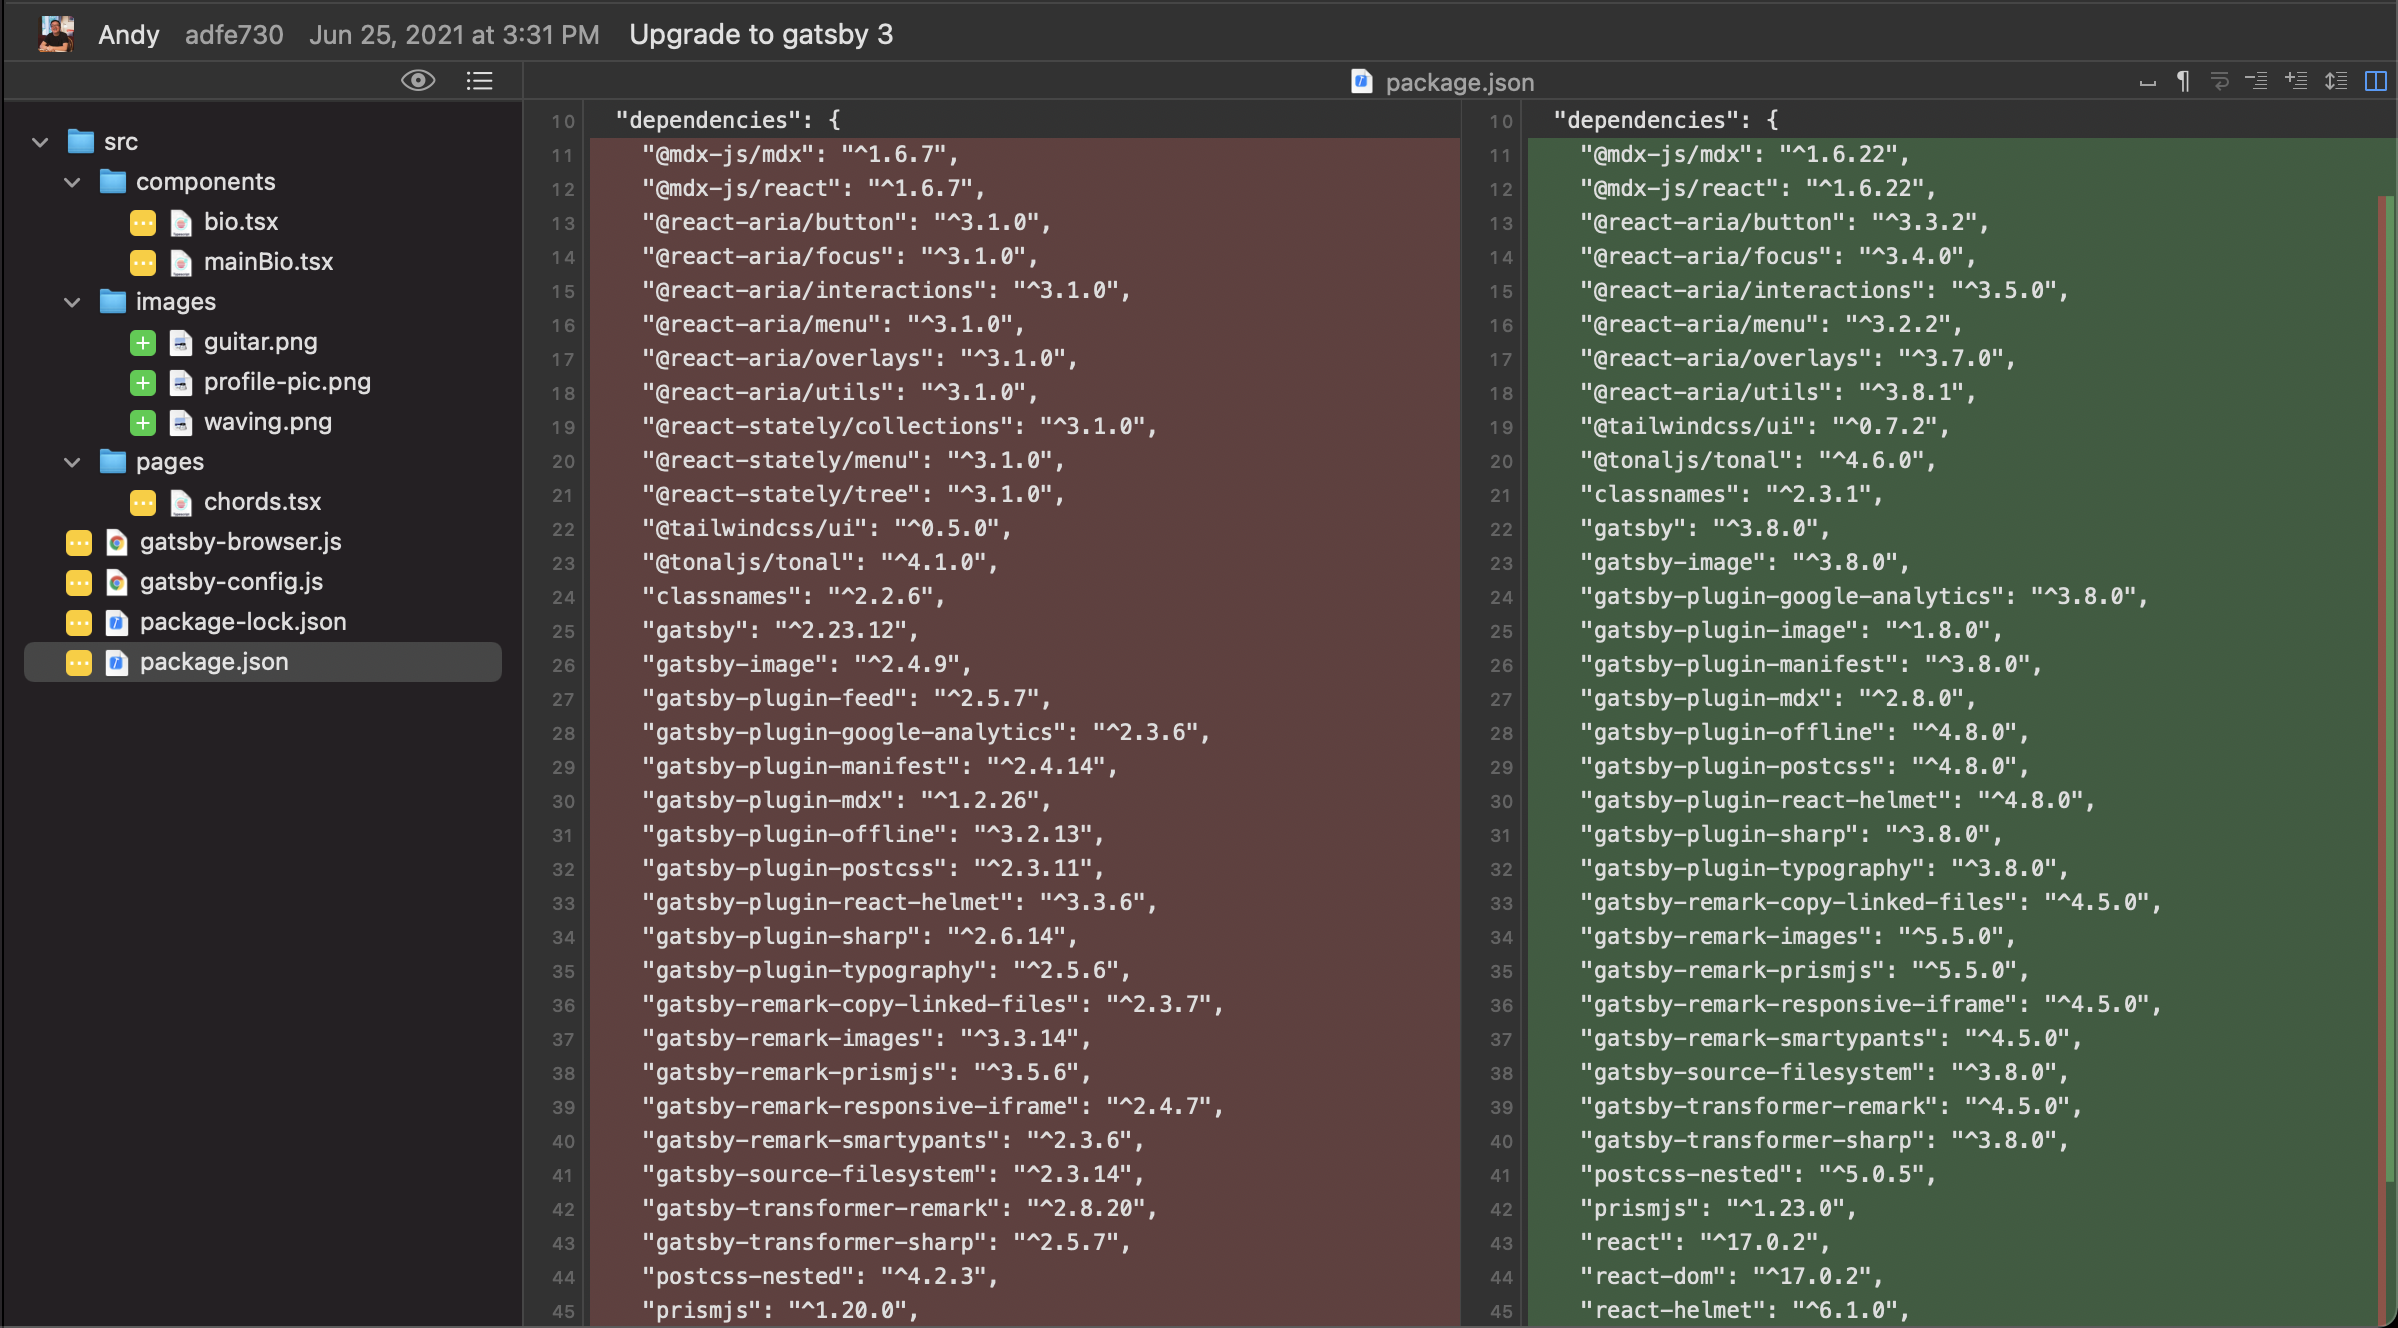 Andy adfe730 Jun 25, 2021 at 3:31 PM Upgrade to gatsby 3
package.json
src
components
bio.tsx
mainBio.tsx
images
guitar.png
profile-pic.png
waving.png
pages
chords.tsx
gatsby-browser.js
gatsby-config.js
package-lock.json
package.json
10 "dependencies": {
11 "@mdx-js/mdx": "^1.6.7",
12 "@mdx-js/react": "^1.6.7",
13 "@react-aria/button": "^3.1.0",
14 "@react-aria/focus": "^3.1.0",
15 "@react-aria/interactions": "^3.1.0",
16 "@react-aria/menu": "^3.1.0",
17 "@react-aria/overlays": "^3.1.0",
18 "@react-aria/utils": "^3.1.0",
19 "@react-stately/collections": "^3.1.0",
20 "@react-stately/menu": "^3.1.0",
21 "@react-stately/tree": "^3.1.0",
22 "@tailwindcss/ui": "^0.5.0",
23 "@tonaljs/tonal": "^4.1.0",
24 "classnames": "^2.2.6",
25 "gatsby": "^2.23.12",
26 "gatsby-image": "^2.4.9",
27 "gatsby-plugin-feed": "^2.5.7",
28 "gatsby-plugin-google-analytics": "^2.3.6",
29 "gatsby-plugin-manifest": "^2.4.14",
30 "gatsby-plugin-mdx": "^1.2.26",
31 "gatsby-plugin-offline": "^3.2.13",
32 "gatsby-plugin-postcss": "^2.3.11",
33 "gatsby-plugin-react-helmet": "^3.3.6",
34 "gatsby-plugin-sharp": "^2.6.14",
35 "gatsby-plugin-typography": "^2.5.6",
36 "gatsby-remark-copy-linked-files": "^2.3.7",
37 "gatsby-remark-images": "^3.3.14",
38 "gatsby-remark-prismjs": "^3.5.6",
39 "gatsby-remark-responsive-iframe": "^2.4.7",
40 "gatsby-remark-smartypants": "^2.3.6",
41 "gatsby-source-filesystem": "^2.3.14",
42 "gatsby-transformer-remark": "^2.8.20",
43 "gatsby-transformer-sharp": "^2.5.7",
44 "postcss-nested": "^4.2.3",
45 "prismjs": "^1.20.0",
10 "dependencies": {
11 "@mdx-js/mdx": "^1.6.22",
12 "@mdx-js/react": "^1.6.22",
13 "@react-aria/button": "^3.3.2",
14 "@react-aria/focus": "^3.4.0",
15 "@react-aria/interactions": "^3.5.0",
16 "@react-aria/menu": "^3.2.2",
17 "@react-aria/overlays": "^3.7.0",
18 "@react-aria/utils": "^3.8.1",
19 "@tailwindcss/ui": "^0.7.2",
20 "@tonaljs/tonal": "^4.6.0",
21 "classnames": "^2.3.1",
22 "gatsby": "^3.8.0",
23 "gatsby-image": "^3.8.0",
24 "gatsby-plugin-google-analytics": "^3.8.0",
25 "gatsby-plugin-image": "^1.8.0",
26 "gatsby-plugin-manifest": "^3.8.0",
27 "gatsby-plugin-mdx": "^2.8.0",
28 "gatsby-plugin-offline": "^4.8.0",
29 "gatsby-plugin-postcss": "^4.8.0",
30 "gatsby-plugin-react-helmet": "^4.8.0",
31 "gatsby-plugin-sharp": "^3.8.0",
32 "gatsby-plugin-typography": "^3.8.0",
33 "gatsby-remark-copy-linked-files": "^4.5.0",
34 "gatsby-remark-images": "^5.5.0",
35 "gatsby-remark-prismjs": "^5.5.0",
36 "gatsby-remark-responsive-iframe": "^4.5.0",
37 "gatsby-remark-smartypants": "^4.5.0",
38 "gatsby-source-filesystem": "^3.8.0",
39 "gatsby-transformer-remark": "^4.5.0",
40 "gatsby-transformer-sharp": "^3.8.0",
41 "postcss-nested": "^5.0.5",
42 "prismjs": "^1.23.0",
43 "react": "^17.0.2",
44 "react-dom": "^17.0.2",
45 "react-helmet": "^6.1.0",